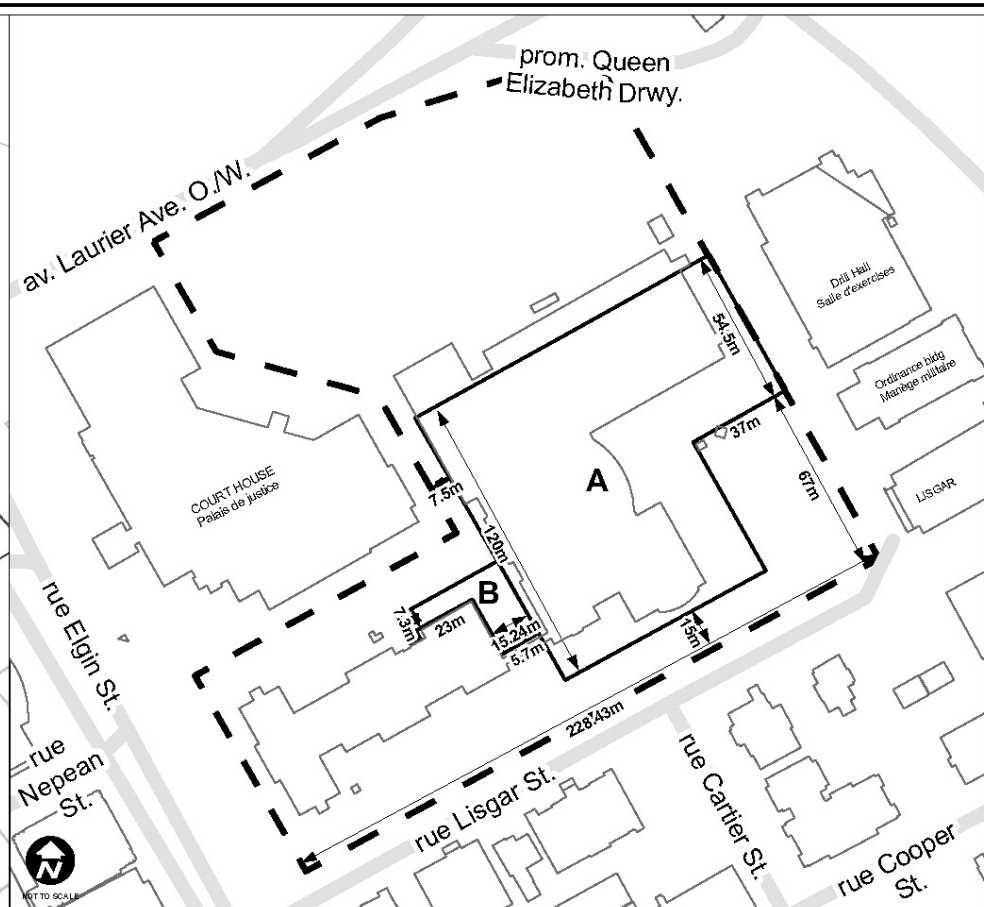 prom. Queen
Elizabeth Drwy.
av. Laurier Ave. O./W.
Drill Hall
Salle d'exercises
54.5m
Ordinance bldg
Manège militaire
37m
A
67m
LISGAR
COURT HOUSE
Palais de justice
7.5m
120m
B
7.3m
23m
15.24m
5.7m
15m
rue Elgin St.
228.43m
rue
Nepean
St.
rue Lisgar St.
rue Cartier St.
rue Cooper
St.
N
NOT TO SCALE